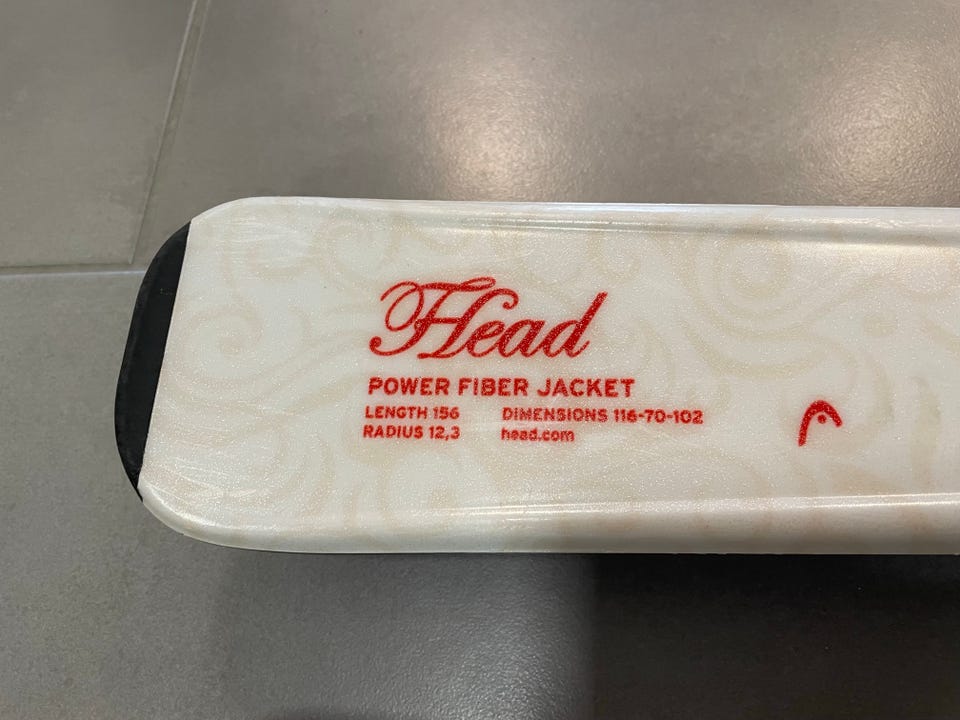 Head
POWER FIBER JACKET
LENGTH 156 DIMENSIONS 116-70-102
RADIUS 12,3 head.com